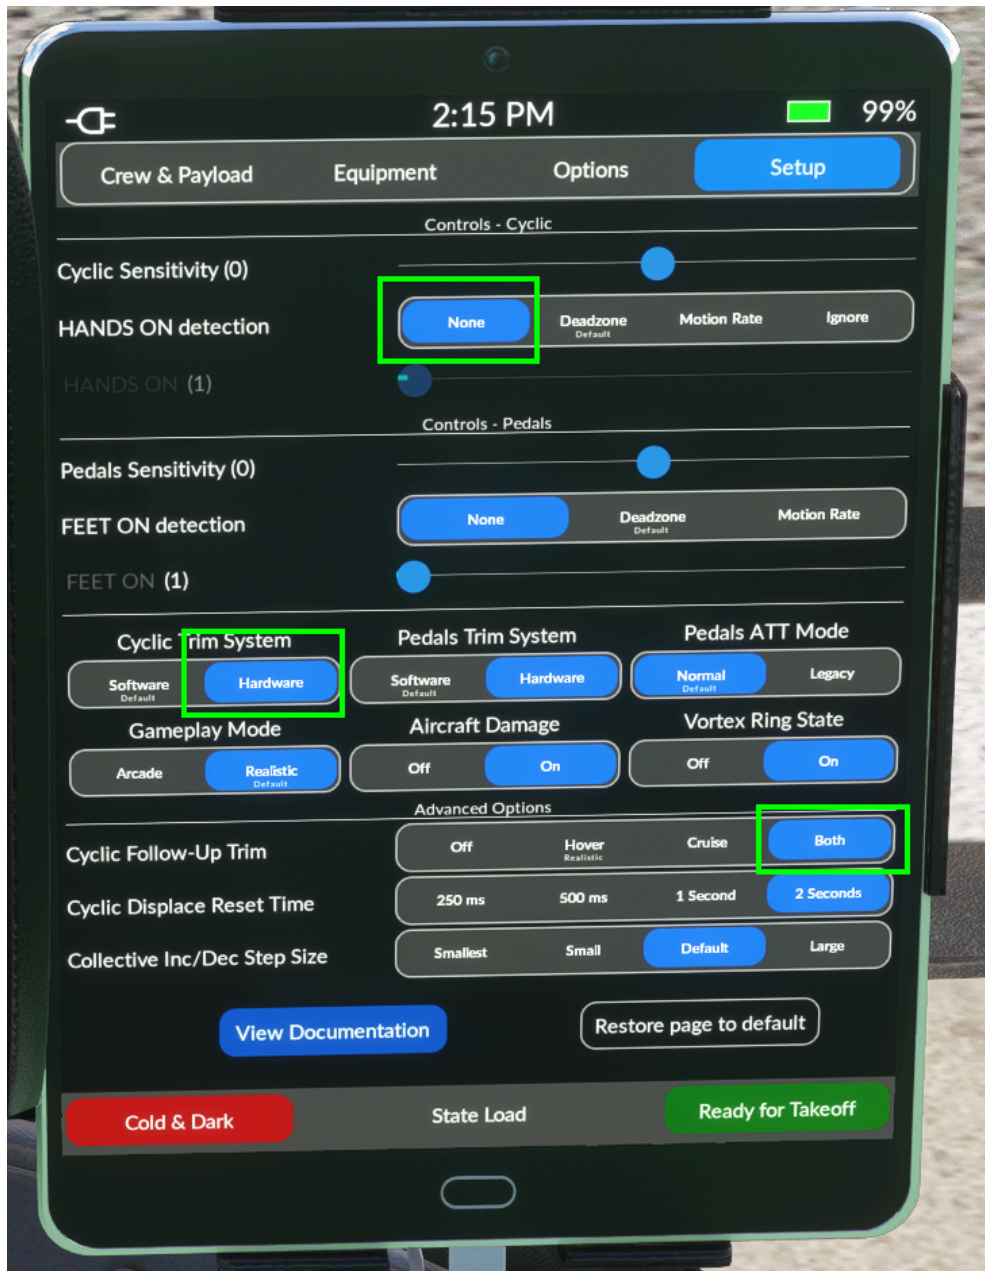 2:15 PM
99%
Crew & Payload
Equipment
Options
Setup
Controls - Cyclic
Cyclic Sensitivity (0)
HANDS ON detection
None
Deadzone
Default
Motion Rate
Ignore
HANDS ON (1)
Controls - Pedals
Pedals Sensitivity (0)
FEET ON detection
None
Deadzone
Default
Motion Rate
FEET ON (1)
Cyclic Trim System
Software
Default
Hardware
Pedals Trim System
Software
Default
Hardware
Pedals ATT Mode
Normal
Default
Legacy
Gameplay Mode
Arcade
Realistic
Default
Aircraft Damage
Off
On
Vortex Ring State
Off
On
Advanced Options
Cyclic Follow-Up Trim
Off
Hover
Realistic
Cruise
Both
Cyclic Displace Reset Time
250 ms
500 ms
1 Second
2 Seconds
Collective Inc/Dec Step Size
Smallest
Small
Default
Large
View Documentation
Restore page to default
Cold & Dark
State Load
Ready for Takeoff